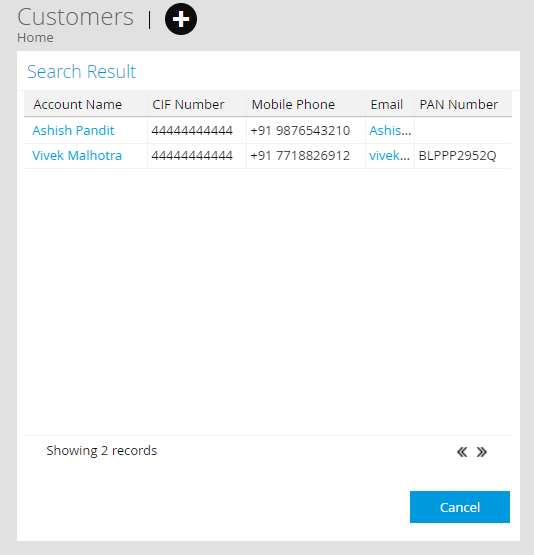 Customers
Home
Search Result
Account Name CIF Number Mobile Phone Email PAN Number
Ashish Pandit 44444444444 +91 9876543210 Ashis...
Vivek Malhotra 44444444444 +91 7718826912 vivek... BLPPP2952Q
Showing 2 records
Cancel